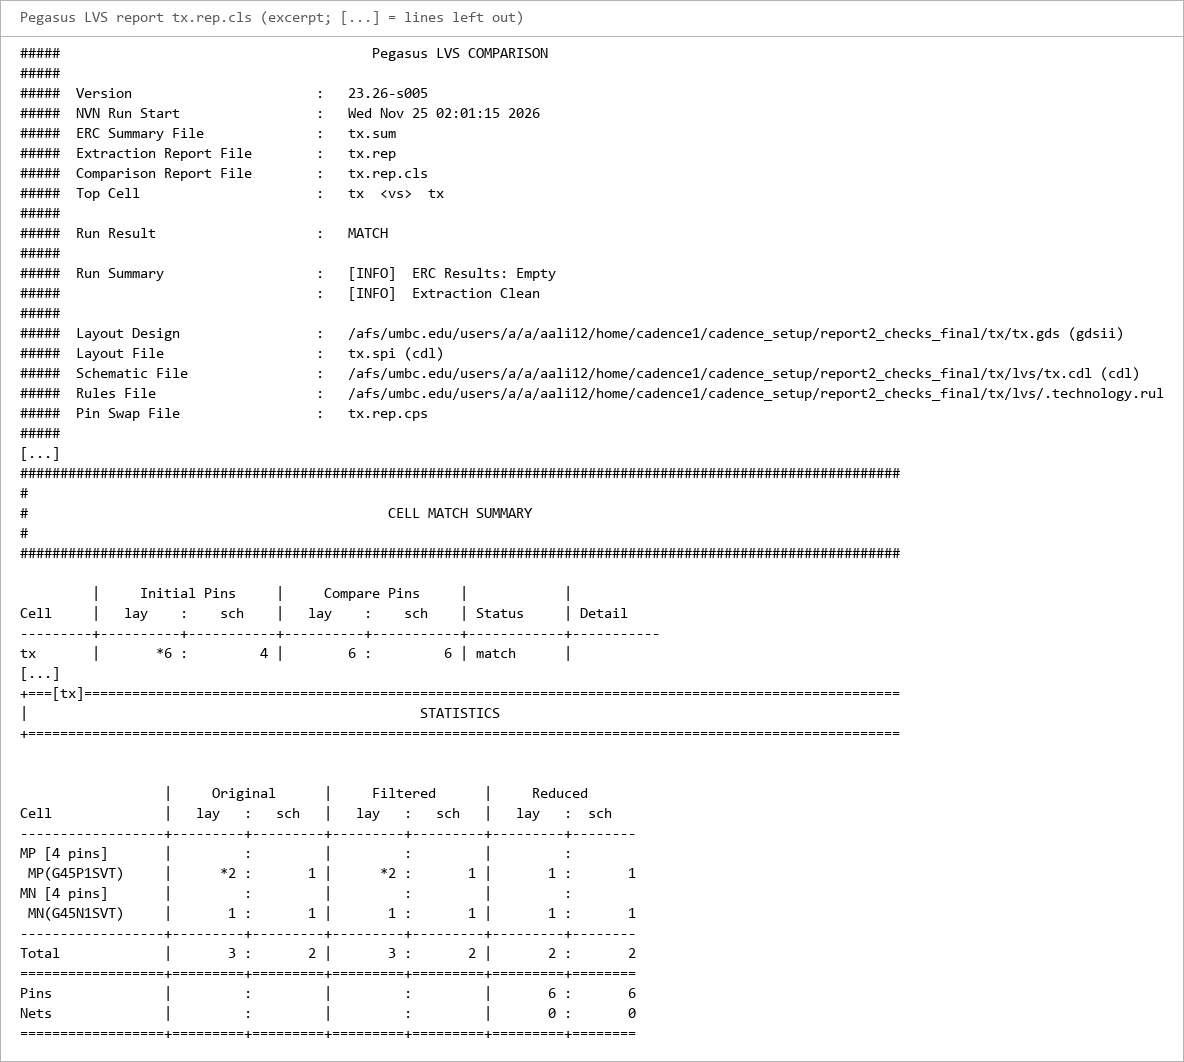 Pegasus LVS report tx.rep.cls (excerpt; [...] = lines left out)
#####                                       Pegasus LVS COMPARISON
#####
#####  Version                       :   23.26-s005
#####  NVN Run Start                 :   Wed Nov 25 02:01:15 2026
#####  ERC Summary File              :   tx.sum
#####  Extraction Report File        :   tx.rep
#####  Comparison Report File        :   tx.rep.cls
#####  Top Cell                      :   tx  <vs>  tx
#####
#####  Run Result                    :   MATCH
#####
#####  Run Summary                   :   [INFO]  ERC Results: Empty
#####                                :   [INFO]  Extraction Clean
#####
#####  Layout Design                 :   /afs/umbc.edu/users/a/a/aali12/home/cadence1/cadence_setup/report2_checks_final/tx/tx.gds (gdsii)
#####  Layout File                   :   tx.spi (cdl)
#####  Schematic File                :   /afs/umbc.edu/users/a/a/aali12/home/cadence1/cadence_setup/report2_checks_final/tx/lvs/tx.cdl (cdl)
#####  Rules File                    :   /afs/umbc.edu/users/a/a/aali12/home/cadence1/cadence_setup/report2_checks_final/tx/lvs/.technology.rul
#####  Pin Swap File                 :   tx.rep.cps
#####
[...]
##############################################################################################################
#
#                                             CELL MATCH SUMMARY
#
##############################################################################################################
         |     Initial Pins     |     Compare Pins     |            |
Cell     |   lay    :    sch    |   lay    :    sch    | Status     | Detail
---------+----------+-----------+----------+-----------+------------+-----------
tx       |       *6 :         4 |        6 :         6 | match      |
[...]
+===[tx]======================================================================================================
|                                                 STATISTICS
+=============================================================================================================
                  |     Original      |     Filtered      |     Reduced
Cell              |   lay   :   sch   |   lay   :   sch   |   lay   :  sch
------------------+---------+---------+---------+---------+---------+--------
MP [4 pins]       |         :         |         :         |         :
 MP(G45P1SVT)     |      *2 :       1 |      *2 :       1 |       1 :       1
MN [4 pins]       |         :         |         :         |         :
 MN(G45N1SVT)     |       1 :       1 |       1 :       1 |       1 :       1
------------------+---------+---------+---------+---------+---------+--------
Total             |       3 :       2 |       3 :       2 |       2 :       2
==================+=========+=========+=========+=========+=========+========
Pins              |         :         |         :         |       6 :       6
Nets              |         :         |         :         |       0 :       0
==================+=========+=========+=========+=========+=========+========